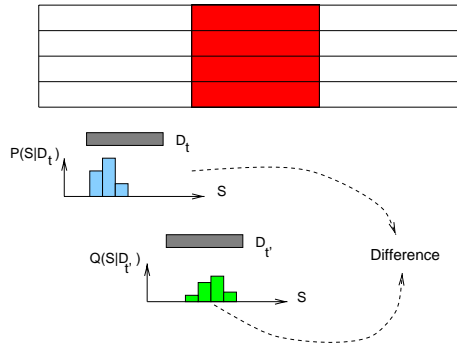 D_t
P(S|D_t)
S
D_t'
Q(S|D_t')
Difference
S